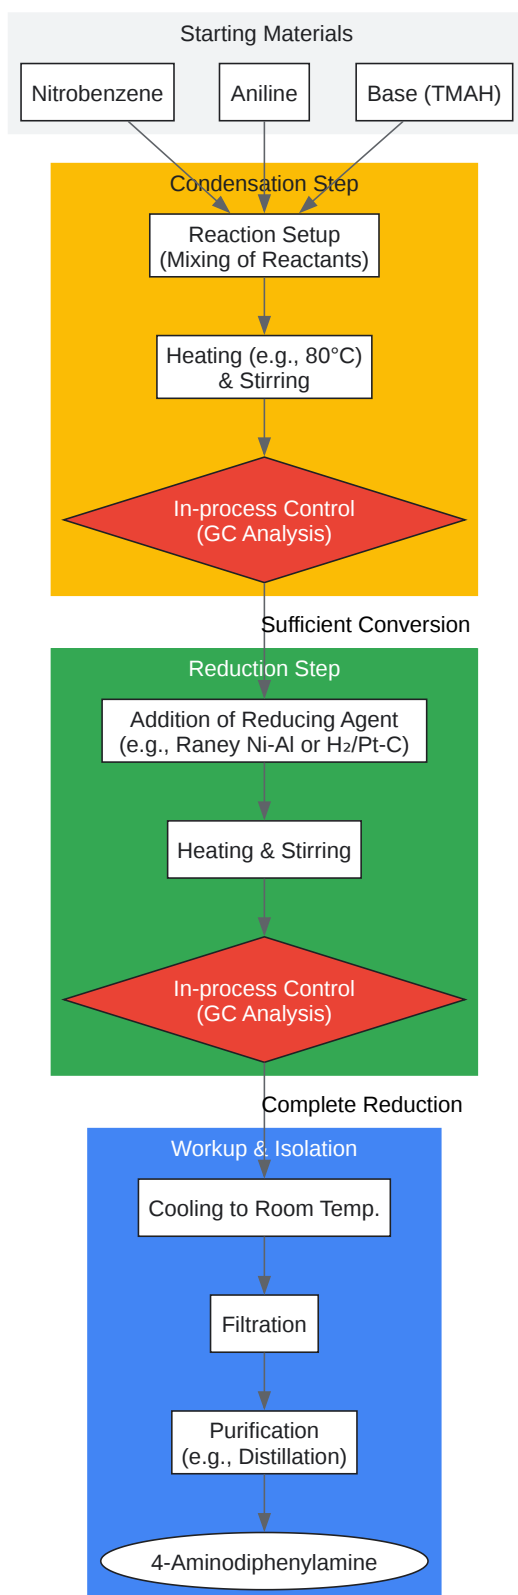 Starting Materials
Nitrobenzene
Aniline
Base (TMAH)
Condensation Step
Reaction Setup
(Mixing of Reactants)
Heating (e.g., 80°C)
& Stirring
In-process Control
(GC Analysis)
Sufficient Conversion
Reduction Step
Addition of Reducing Agent
(e.g., Raney Ni-Al or H₂/Pt-C)
Heating & Stirring
In-process Control
(GC Analysis)
Complete Reduction
Workup & Isolation
Cooling to Room Temp.
Filtration
Purification
(e.g., Distillation)
4-Aminodiphenylamine